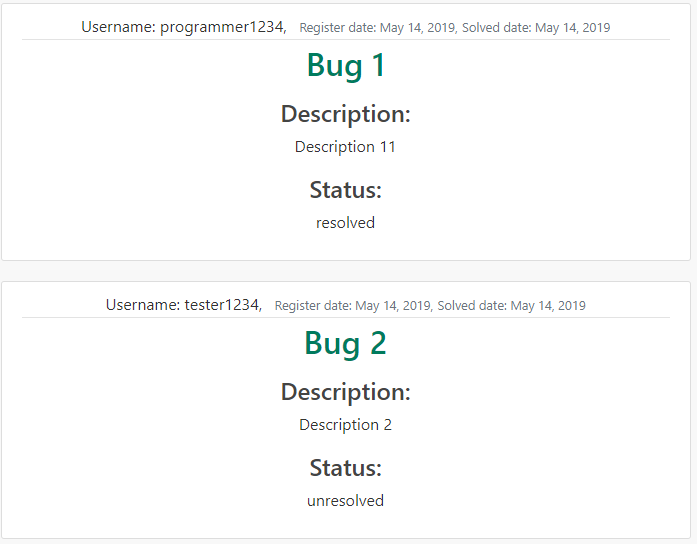 Username: programmer1234, Register date: May 14, 2019, Solved date: May 14, 2019
Bug 1
Description:
Description 11
Status:
resolved
Username: tester1234, Register date: May 14, 2019, Solved date: May 14, 2019
Bug 2
Description:
Description 2
Status:
unresolved